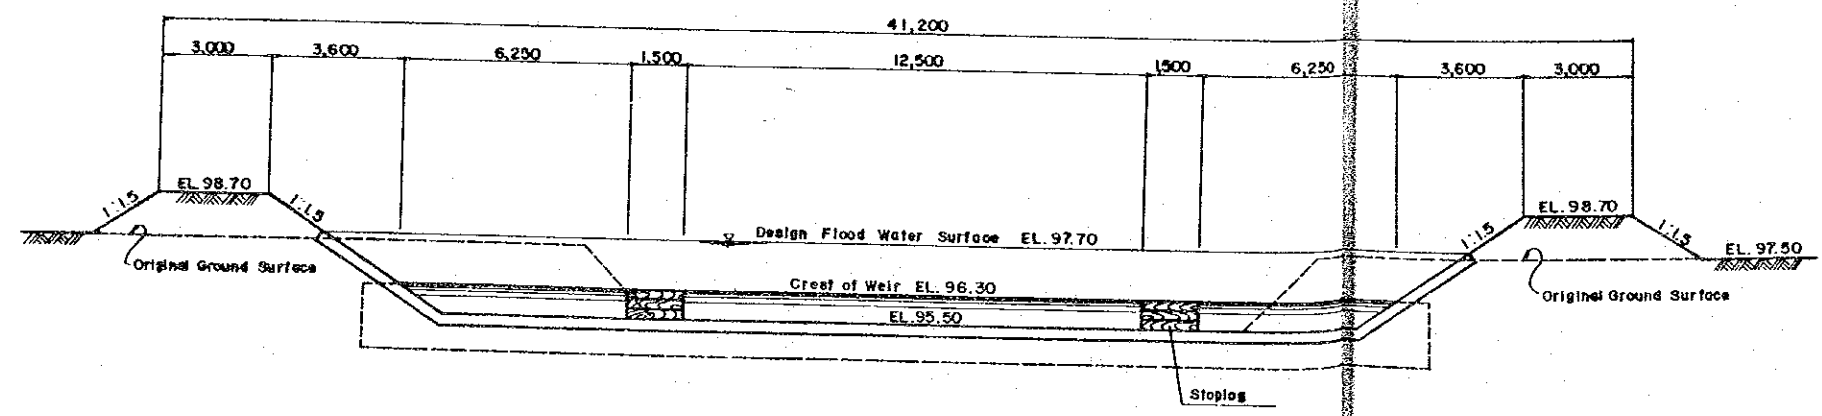 41,200
3,000 3,600 6,250 1,500 12,500 1,500 6,250 3,600 3,000
1:1.5 EL. 98.70 1:1.5
1:1.5 EL. 98.70 1:1.5
Design Flood Water Surface EL. 97.70
EL. 97.50
Original Ground Surface
Original Ground Surface
Crest of Weir EL. 96.30
EL. 95.50
Stoplog